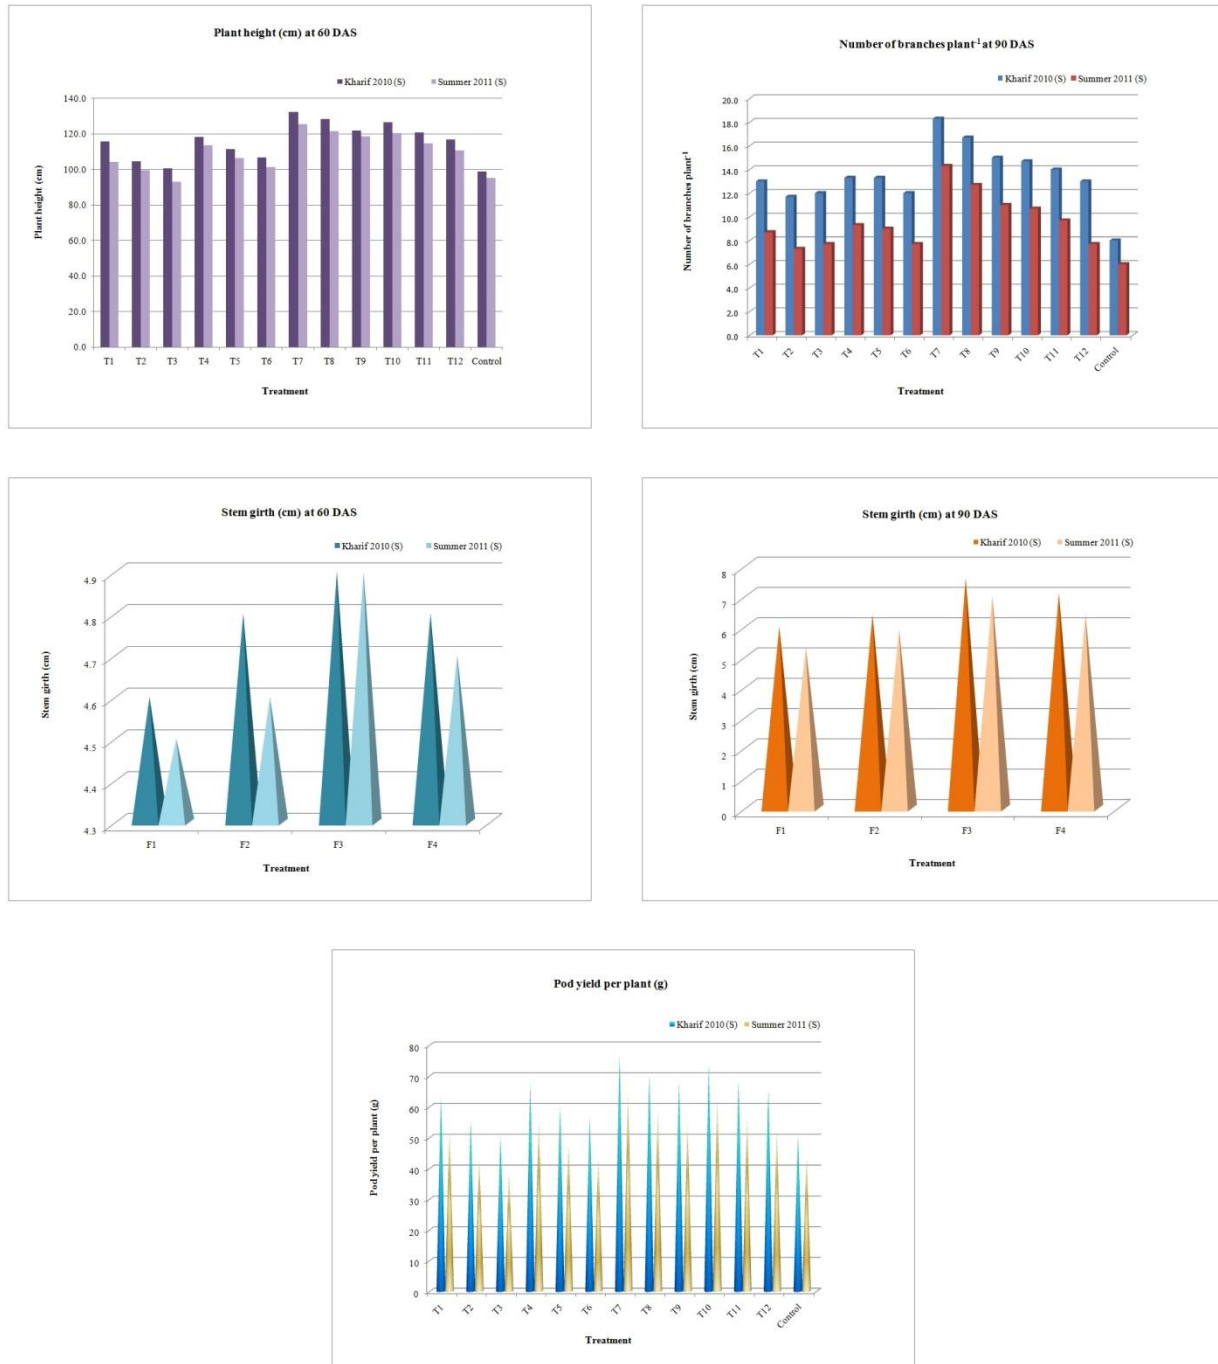 Plant height (cm) at 60 DAS
Kharif 2010 (S) Summer 2011 (S)
140.0
120.0
100.0
80.0
60.0
40.0
20.0
0.0
Plant height (cm)
T1 T2 T3 T4 T5 T6 T7 T8 T9 T10 T11 T12 Control
Treatment
Number of branches plant⁻¹ at 90 DAS
Kharif 2010 (S) Summer 2011 (S)
20.0
18.0
16.0
14.0
12.0
10.0
8.0
6.0
4.0
2.0
0.0
Number of branches plant⁻¹
T1 T2 T3 T4 T5 T6 T7 T8 T9 T10 T11 T12 Control
Treatment
Stem girth (cm) at 60 DAS
Kharif 2010 (S) Summer 2011 (S)
4.9
4.8
4.7
4.6
4.5
4.4
4.3
Stem girth (cm)
F1 F2 F3 F4
Treatment
Stem girth (cm) at 90 DAS
Kharif 2010 (S) Summer 2011 (S)
8
7
6
5
4
3
2
1
0
Stem girth (cm)
F1 F2 F3 F4
Treatment
Pod yield per plant (g)
Kharif 2010 (S) Summer 2011 (S)
80
70
60
50
40
30
20
10
0
Pod yield per plant (g)
T1 T2 T3 T4 T5 T6 T7 T8 T9 T10 T11 T12 Control
Treatment